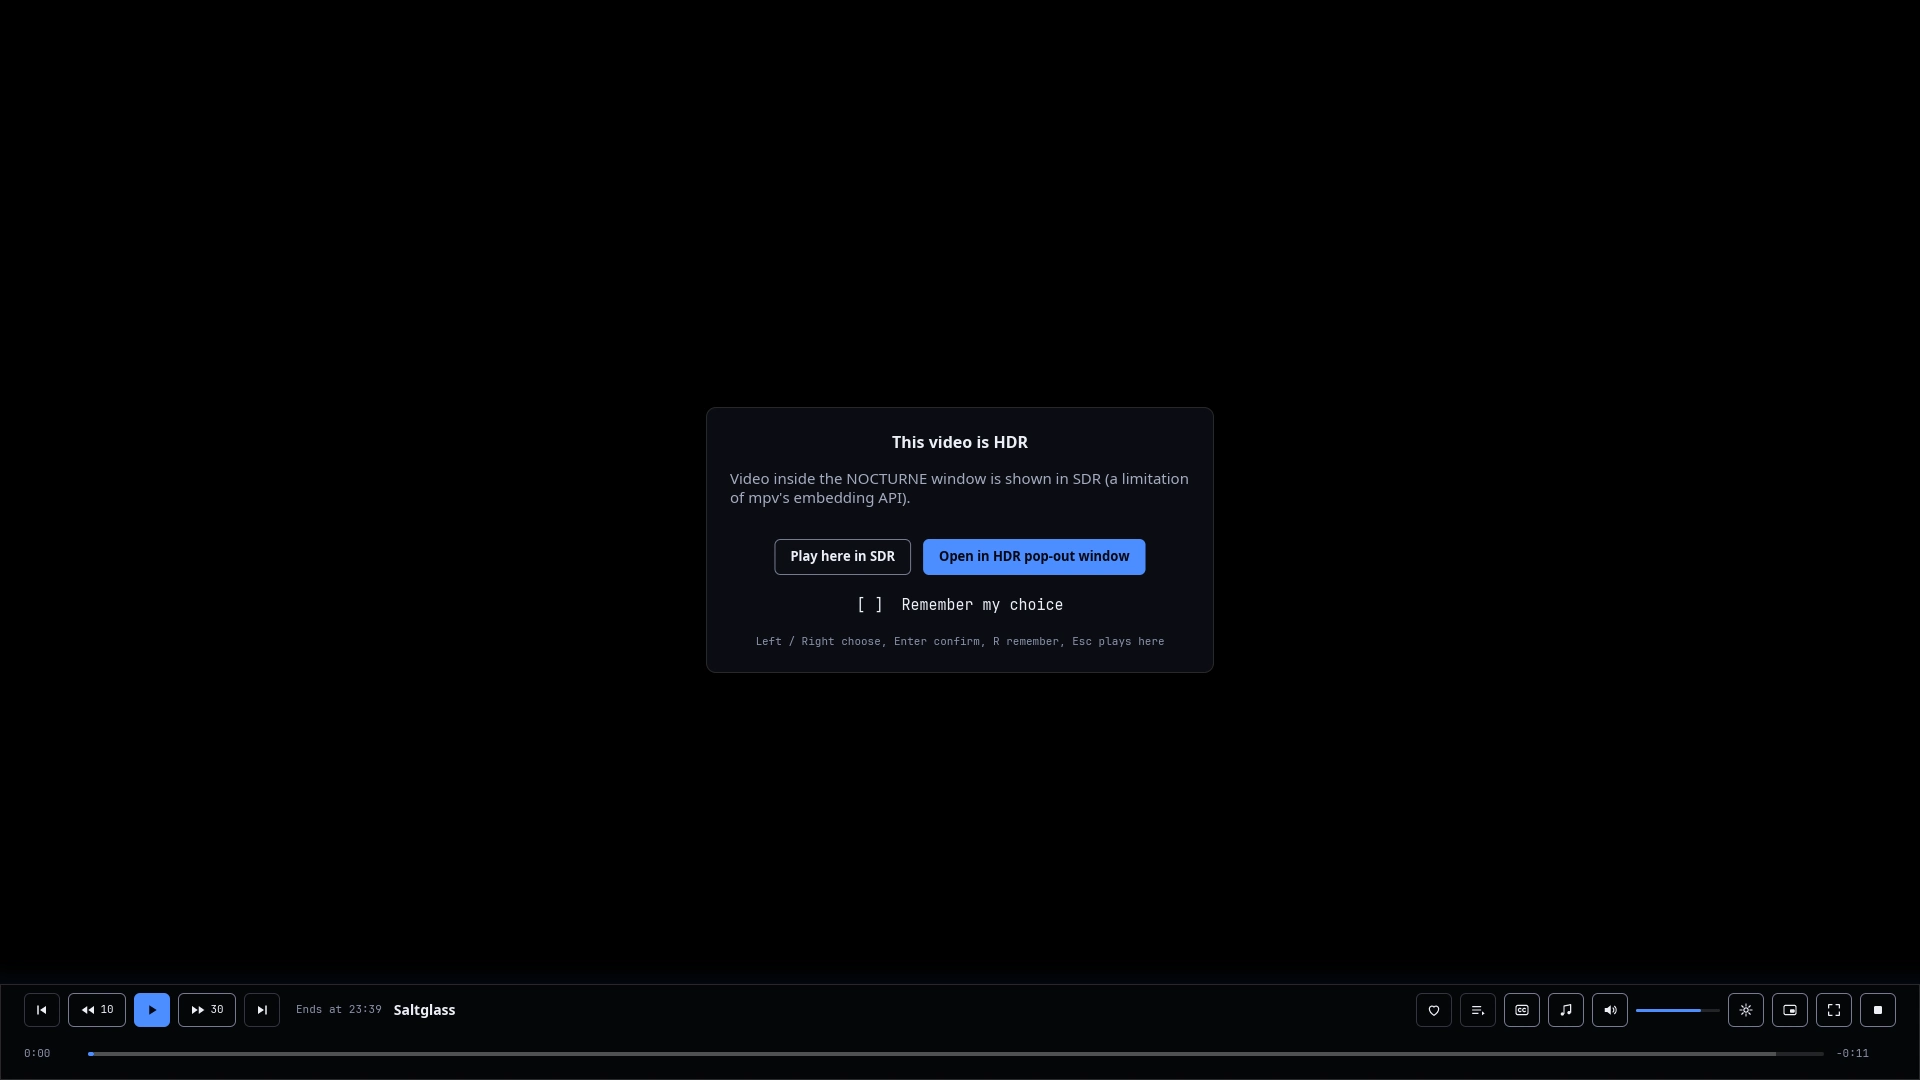 This video is HDR
Video inside the NOCTURNE window is shown in SDR (a limitation
of mpv's embedding API).
Play here in SDR
Open in HDR pop-out window
[ ] Remember my choice
Left / Right choose, Enter confirm, R remember, Esc plays here
10
30
Ends at 23:39
Saltglass
CC
0:00
-0:11